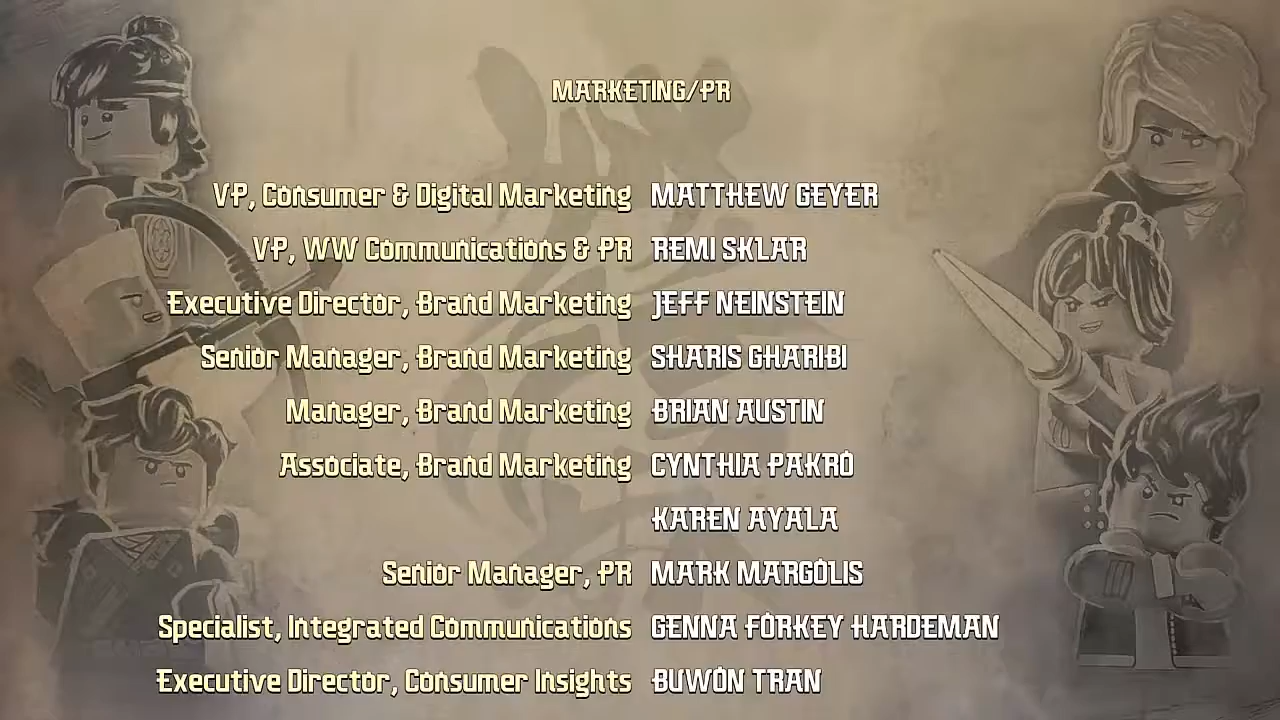 MARKETING/PR
VP, Consumer & Digital Marketing MATTHEW GEYER
VP, WW Communications & PR REMI SKLAR
Executive Director, Brand Marketing JEFF NEINSTEIN
Senior Manager, Brand Marketing SHARIS GHARIBI
Manager, Brand Marketing BRIAN AUSTIN
Associate, Brand Marketing CYNTHIA PAKRO
KAREN AYALA
Senior Manager, PR MARK MARGOLIS
Specialist, Integrated Communications GENNA FORKEY HARDEMAN
Executive Director, Consumer Insights BUWON TRAN